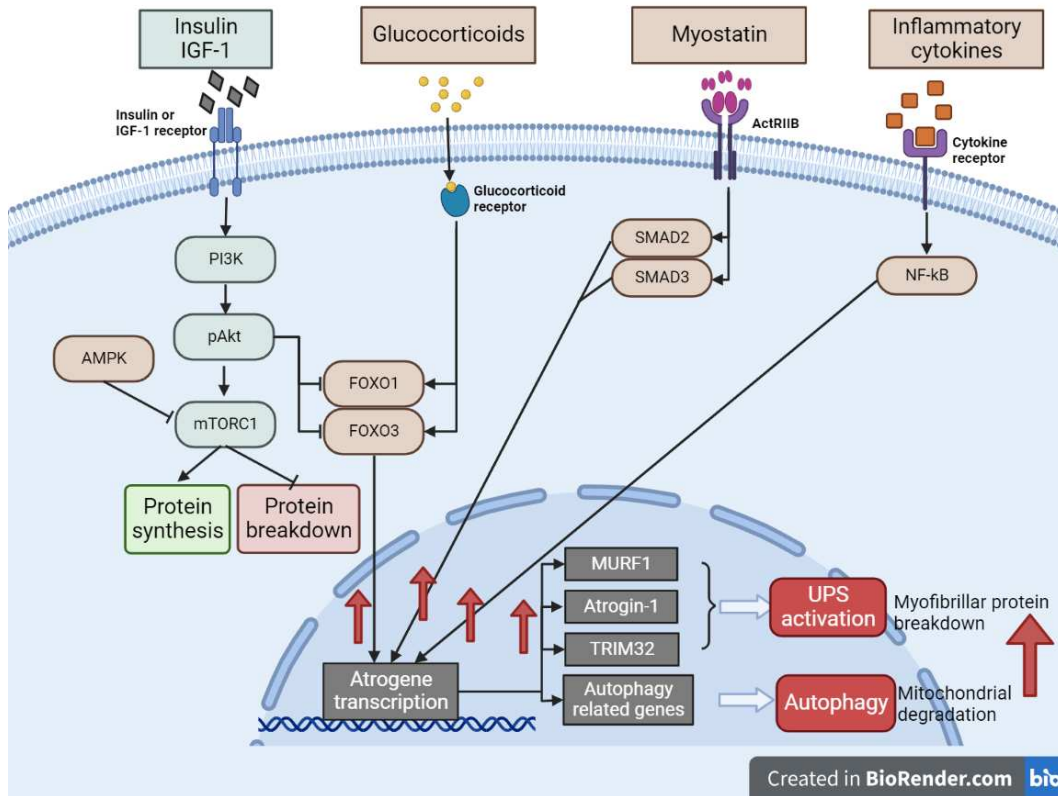 Insulin
IGF-1
Glucocorticoids
Myostatin
Inflammatory
cytokines
Insulin or
IGF-1 receptor
ActRIIB
Cytokine
receptor
Glucocorticoid
receptor
PI3K
SMAD2
SMAD3
NF-kB
pAkt
AMPK
FOXO1
mTORC1
FOXO3
Protein
synthesis
Protein
breakdown
MURF1
Atrogin-1
TRIM32
UPS
activation
Myofibrillar protein
breakdown
Atrogene
transcription
Autophagy
related genes
Autophagy
Mitochondrial
degradation
Created in BioRender.com
bio